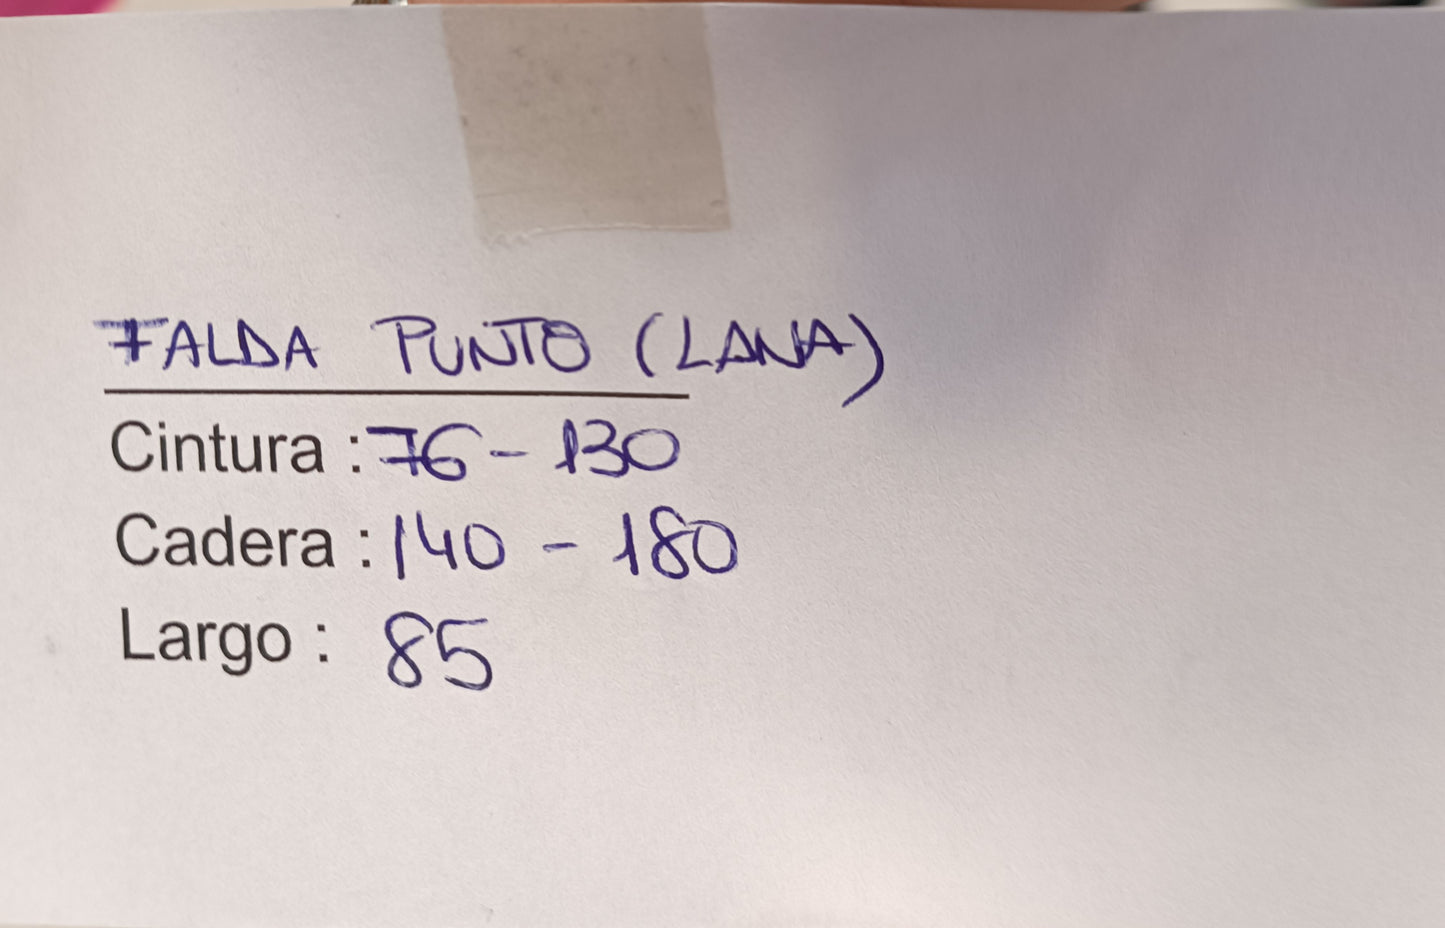 FALDA PUNTO (LANA)
Cintura : 76 - 130
Cadera : 140 - 180
Largo : 85